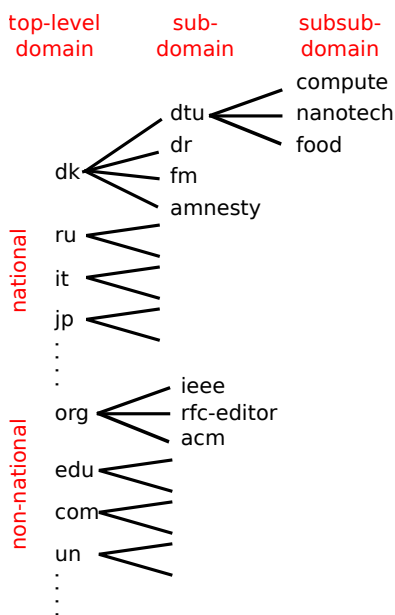 top-level domain
sub-domain
subsub-domain
compute
dtu
nanotech
dr
food
dk
fm
amnesty
national
ru
it
jp
ieee
org
rfc-editor
acm
non-national
edu
com
un